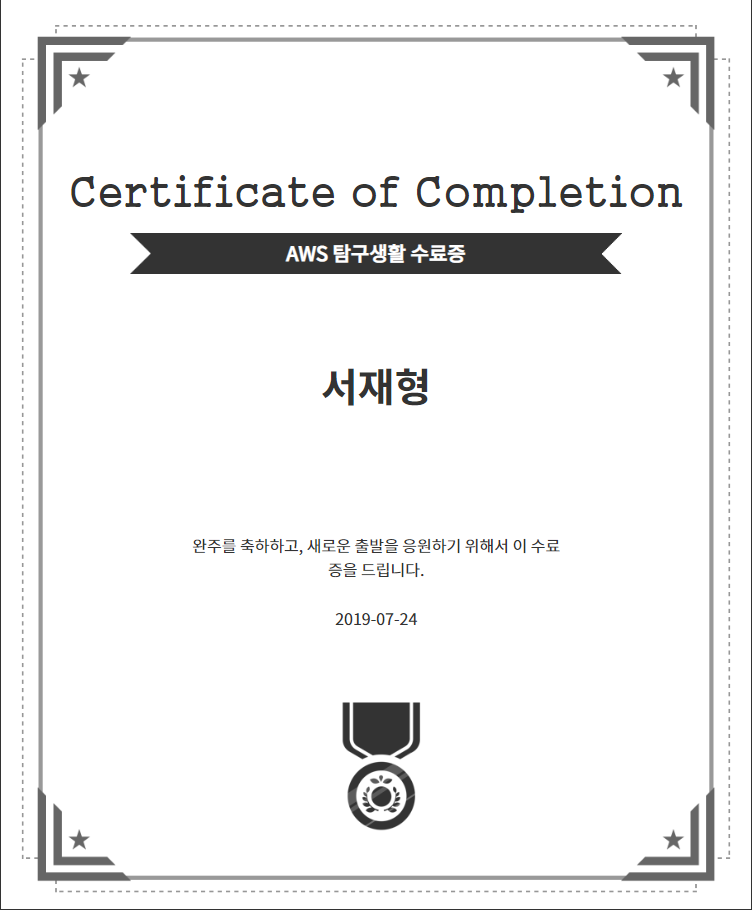 Certificate of Completion
AWS 탐구생활 수료증
서재형
완주를 축하하고, 새로운 출발을 응원하기 위해서 이 수료
증을 드립니다.
2019-07-24